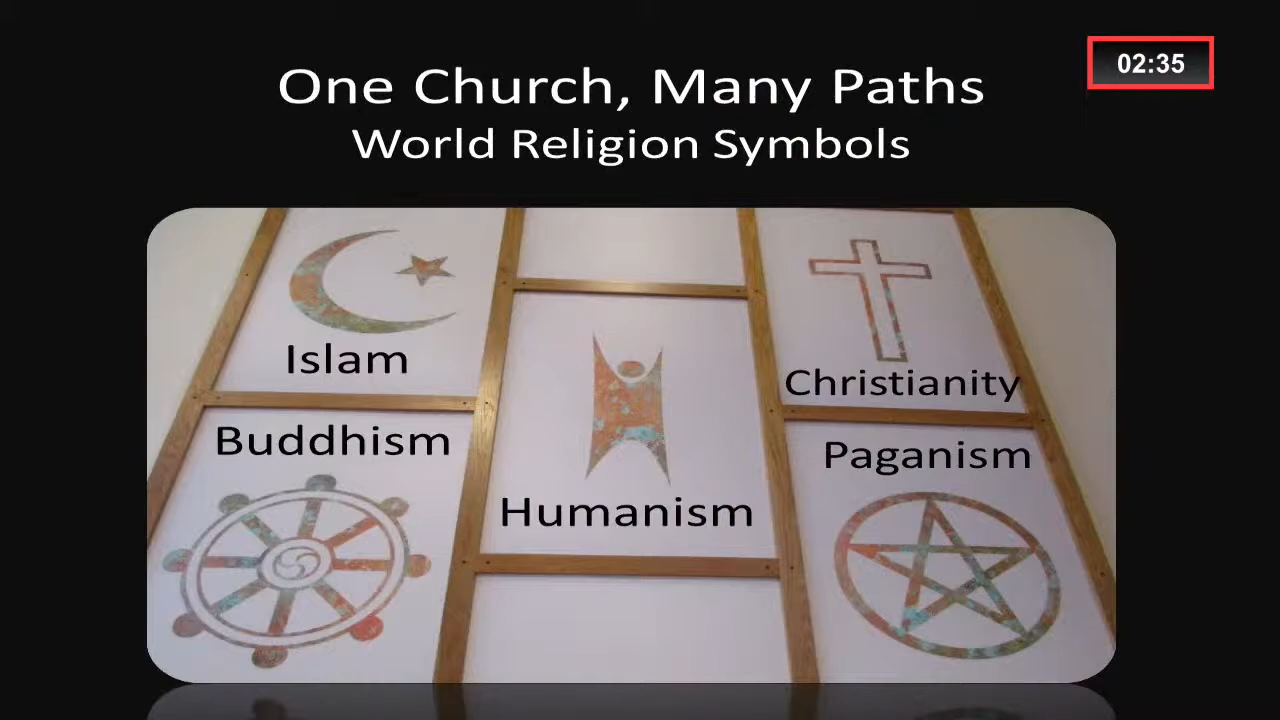 02:35
One Church, Many Paths
World Religion Symbols
Islam
Christianity
Buddhism
Paganism
Humanism